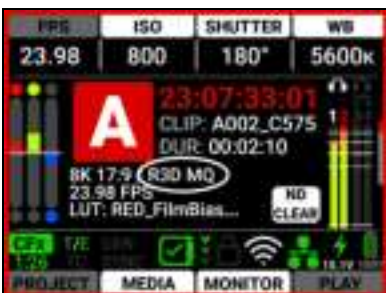 FPS ISO SHUTTER WB
23.98 800 180° 5600K
A
23:07:33:01
CLIP: A002_C575
DUR: 00:02:10
8K 17:9 R3D MQ
23.98 FPS
LUT: RED_FilmBias...
ND
CLEAR
CFX T/E
PROJECT MEDIA MONITOR PLAY